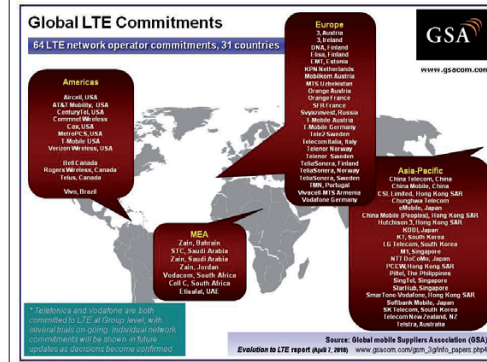 Global LTE Commitments
64 LTE network operator commitments, 31 countries
GSA
www.gsacom.com
Americas
Aircell, USA
AT&T Mobility, USA
CenturyTel, USA
Commnet Wireless
Cox, USA
MetroPCS, USA
T-Mobile USA
Verizon Wireless, USA
Bell Canada
Rogers Wireless, Canada
Telus, Canada
Vivo, Brazil
Europe
3, Austria
3, Ireland
DNA, Finland
Elisa, Finland
EMT, Estonia
KPN Netherlands
Mobilkom Austria
MTS Uzbekistan
Orange Austria
Orange France
SFR France
Svyazinvest, Russia
T-Mobile Austria
T-Mobile Germany
Tele2 Sweden
Telecom Italia, Italy
Telenor Norway
Telenor Sweden
TeliaSonera, Finland
TeliaSonera, Norway
TeliaSonera, Sweden
TMN, Portugal
Vivacell-MTS Armenia
Vodafone Germany
MEA
Zain, Bahrain
STC, Saudi Arabia
Zain, Saudi Arabia
Zain, Jordan
Vodacom, South Africa
Cell C, South Africa
Etisalat, UAE
Asia-Pacific
China Telecom, China
China Mobile, China
CSL Limited, Hong Kong SAR
Chunghwa Telecom
eMobile, Japan
China Mobile (Peoples), Hong Kong SAR
Hutchison 3, Hong Kong SAR
KDDI, Japan
KT, South Korea
LG Telecom, South Korea
M1, Singapore
NTT DoCoMo, Japan
PCCW, Hong Kong SAR
Piltel, The Philippines
SingTel, Singapore
StarHub, Singapore
SmarTone-Vodafone, Hong Kong SAR
Softbank Mobile, Japan
SK Telecom, South Korea
Telecom New Zealand, NZ
Telstra, Australia
* Telefonica and Vodafone are both
committed to LTE at Group level, with
several trials on-going. Individual network
commitments will be shown in future
updates as decisions become confirmed
Source: Global mobile Suppliers Association (GSA)
Evolution to LTE report (April 7, 2010) www.gsacom.com/gsm_3g/info_papers.php4